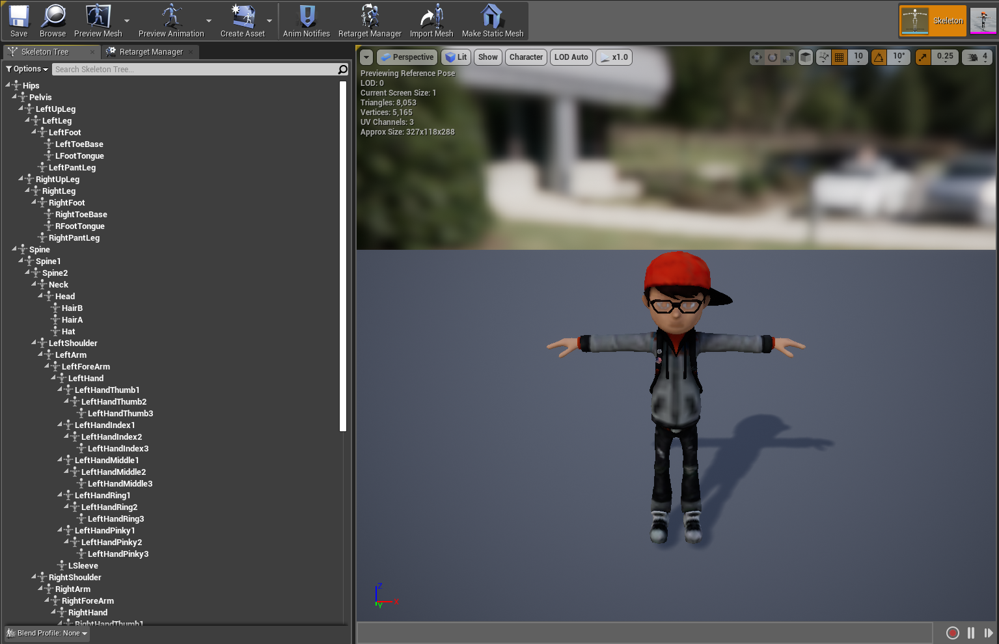 Save Browse Preview Mesh Preview Animation Create Asset Anim Notifies Retarget Manager Import Mesh Make Static Mesh Skeleton
Skeleton Tree Retarget Manager
Options Search Skeleton Tree...
Hips
Pelvis
LeftUpLeg
LeftLeg
LeftFoot
LeftToeBase
LFootTongue
LeftPantLeg
RightUpLeg
RightLeg
RightFoot
RightToeBase
RFootTongue
RightPantLeg
Spine
Spine1
Spine2
Neck
Head
HairB
HairA
Hat
LeftShoulder
LeftArm
LeftForeArm
LeftHand
LeftHandThumb1
LeftHandThumb2
LeftHandThumb3
LeftHandIndex1
LeftHandIndex2
LeftHandIndex3
LeftHandMiddle1
LeftHandMiddle2
LeftHandMiddle3
LeftHandRing1
LeftHandRing2
LeftHandRing3
LeftHandPinky1
LeftHandPinky2
LeftHandPinky3
LSleeve
RightShoulder
RightArm
RightForeArm
RightHand
RightHandThumb1
Blend Profile: None
Perspective Lit Show Character LOD Auto x1.0 10 10° 0.25 4
Previewing Reference Pose
LOD: 0
Current Screen Size: 1
Triangles: 8,053
Vertices: 5,165
UV Channels: 3
Approx Size: 327x118x288
Z
X
Y